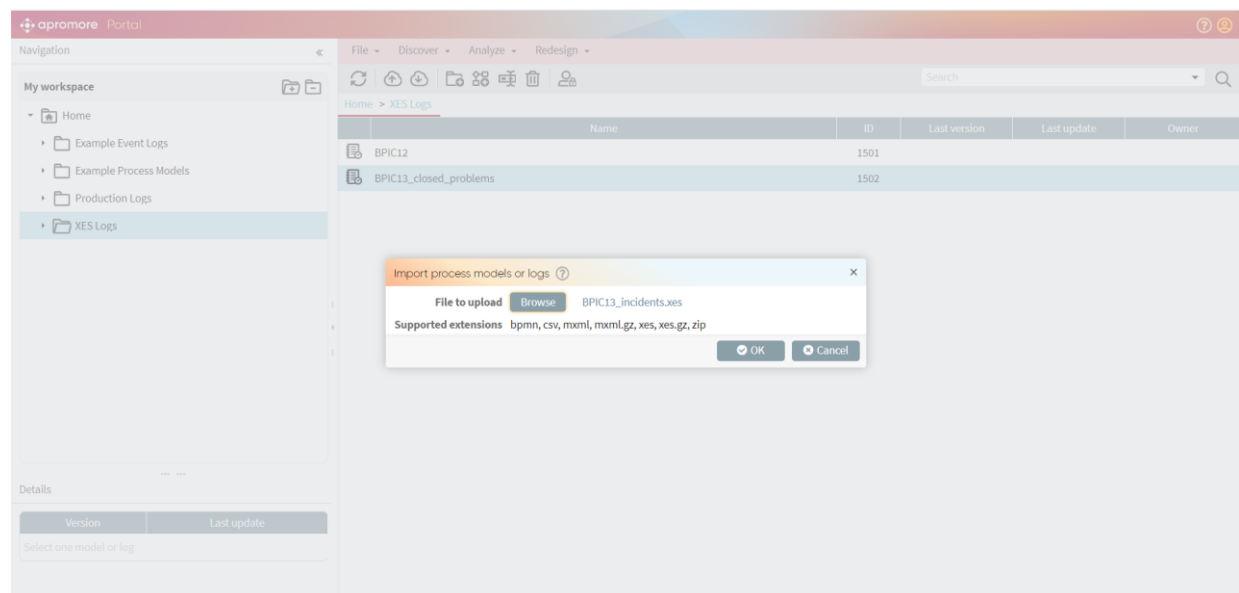 apromore Portal
Navigation
File Discover Analyze Redesign
My workspace
Search
Home > XES Logs
Home
Example Event Logs
Example Process Models
Production Logs
XES Logs
Name ID Last version Last update Owner
BPIC12 1501
BPIC13_closed_problems 1502
Import process models or logs
File to upload Browse BPIC13_incidents.xes
Supported extensions bpmn, csv, mxml, mxml.gz, xes, xes.gz, zip
OK Cancel
Details
Version Last update
Select one model or log